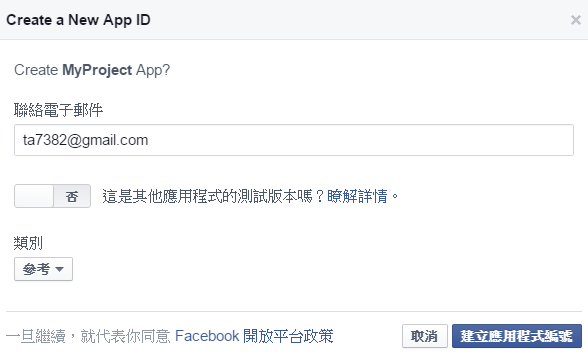 Create a New App ID
Create MyProject App?
聯絡電子郵件
ta7382@gmail.com
否 這是其他應用程式的測試版本嗎？瞭解詳情。
類別
參考
一旦繼續，就代表你同意 Facebook 開放平台政策 取消 建立應用程式編號